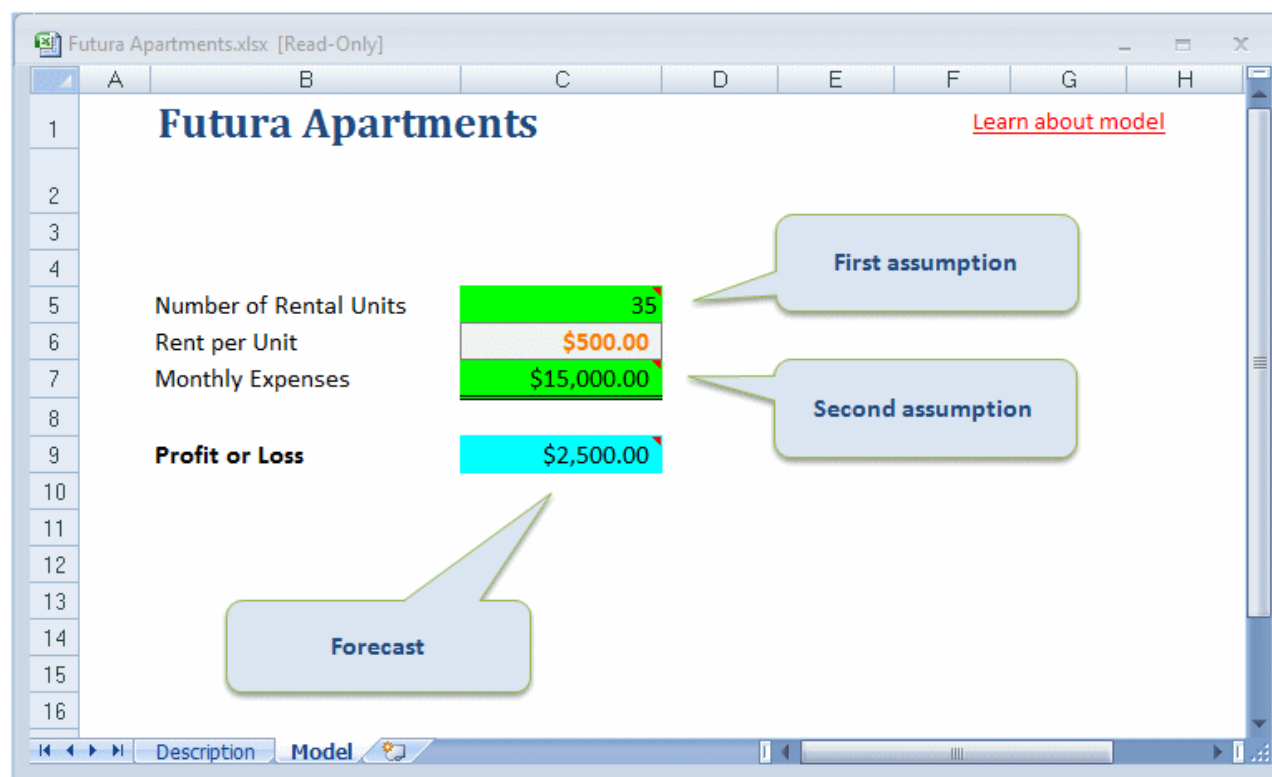 Futura Apartments.xlsx [Read-Only]
A B C D E F G H
1 Futura Apartments Learn about model
2
3
First assumption
4
5 Number of Rental Units 35
6 Rent per Unit $500.00
7 Monthly Expenses $15,000.00
Second assumption
8
9 Profit or Loss $2,500.00
10
11
12
13
14 Forecast
15
16
Description Model